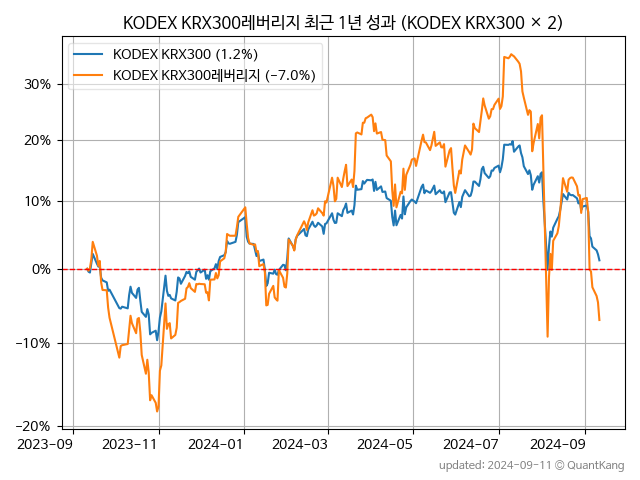 KODEX KRX300레버리지 최근 1년 성과 (KODEX KRX300 × 2)
KODEX KRX300 (1.2%)
KODEX KRX300레버리지 (−7.0%)
30%
20%
10%
0%
−10%
−20%
2023-09 2023-11 2024-01 2024-03 2024-05 2024-07 2024-09
updated: 2024-09-11 © QuantKang